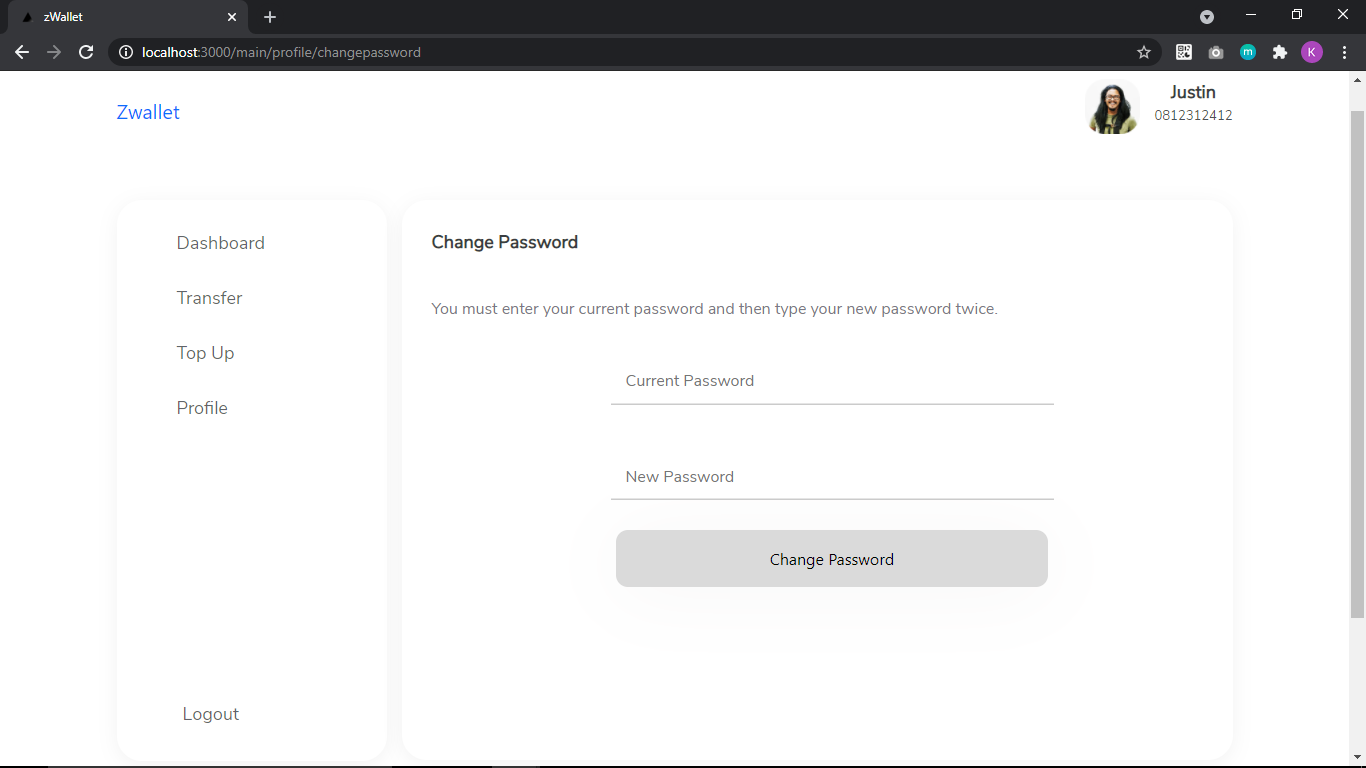 zWallet
localhost:3000/main/profile/changepassword
m
K
Zwallet
Justin
0812312412
Dashboard
Transfer
Top Up
Profile
Logout
Change Password
You must enter your current password and then type your new password twice.
Current Password
New Password
Change Password